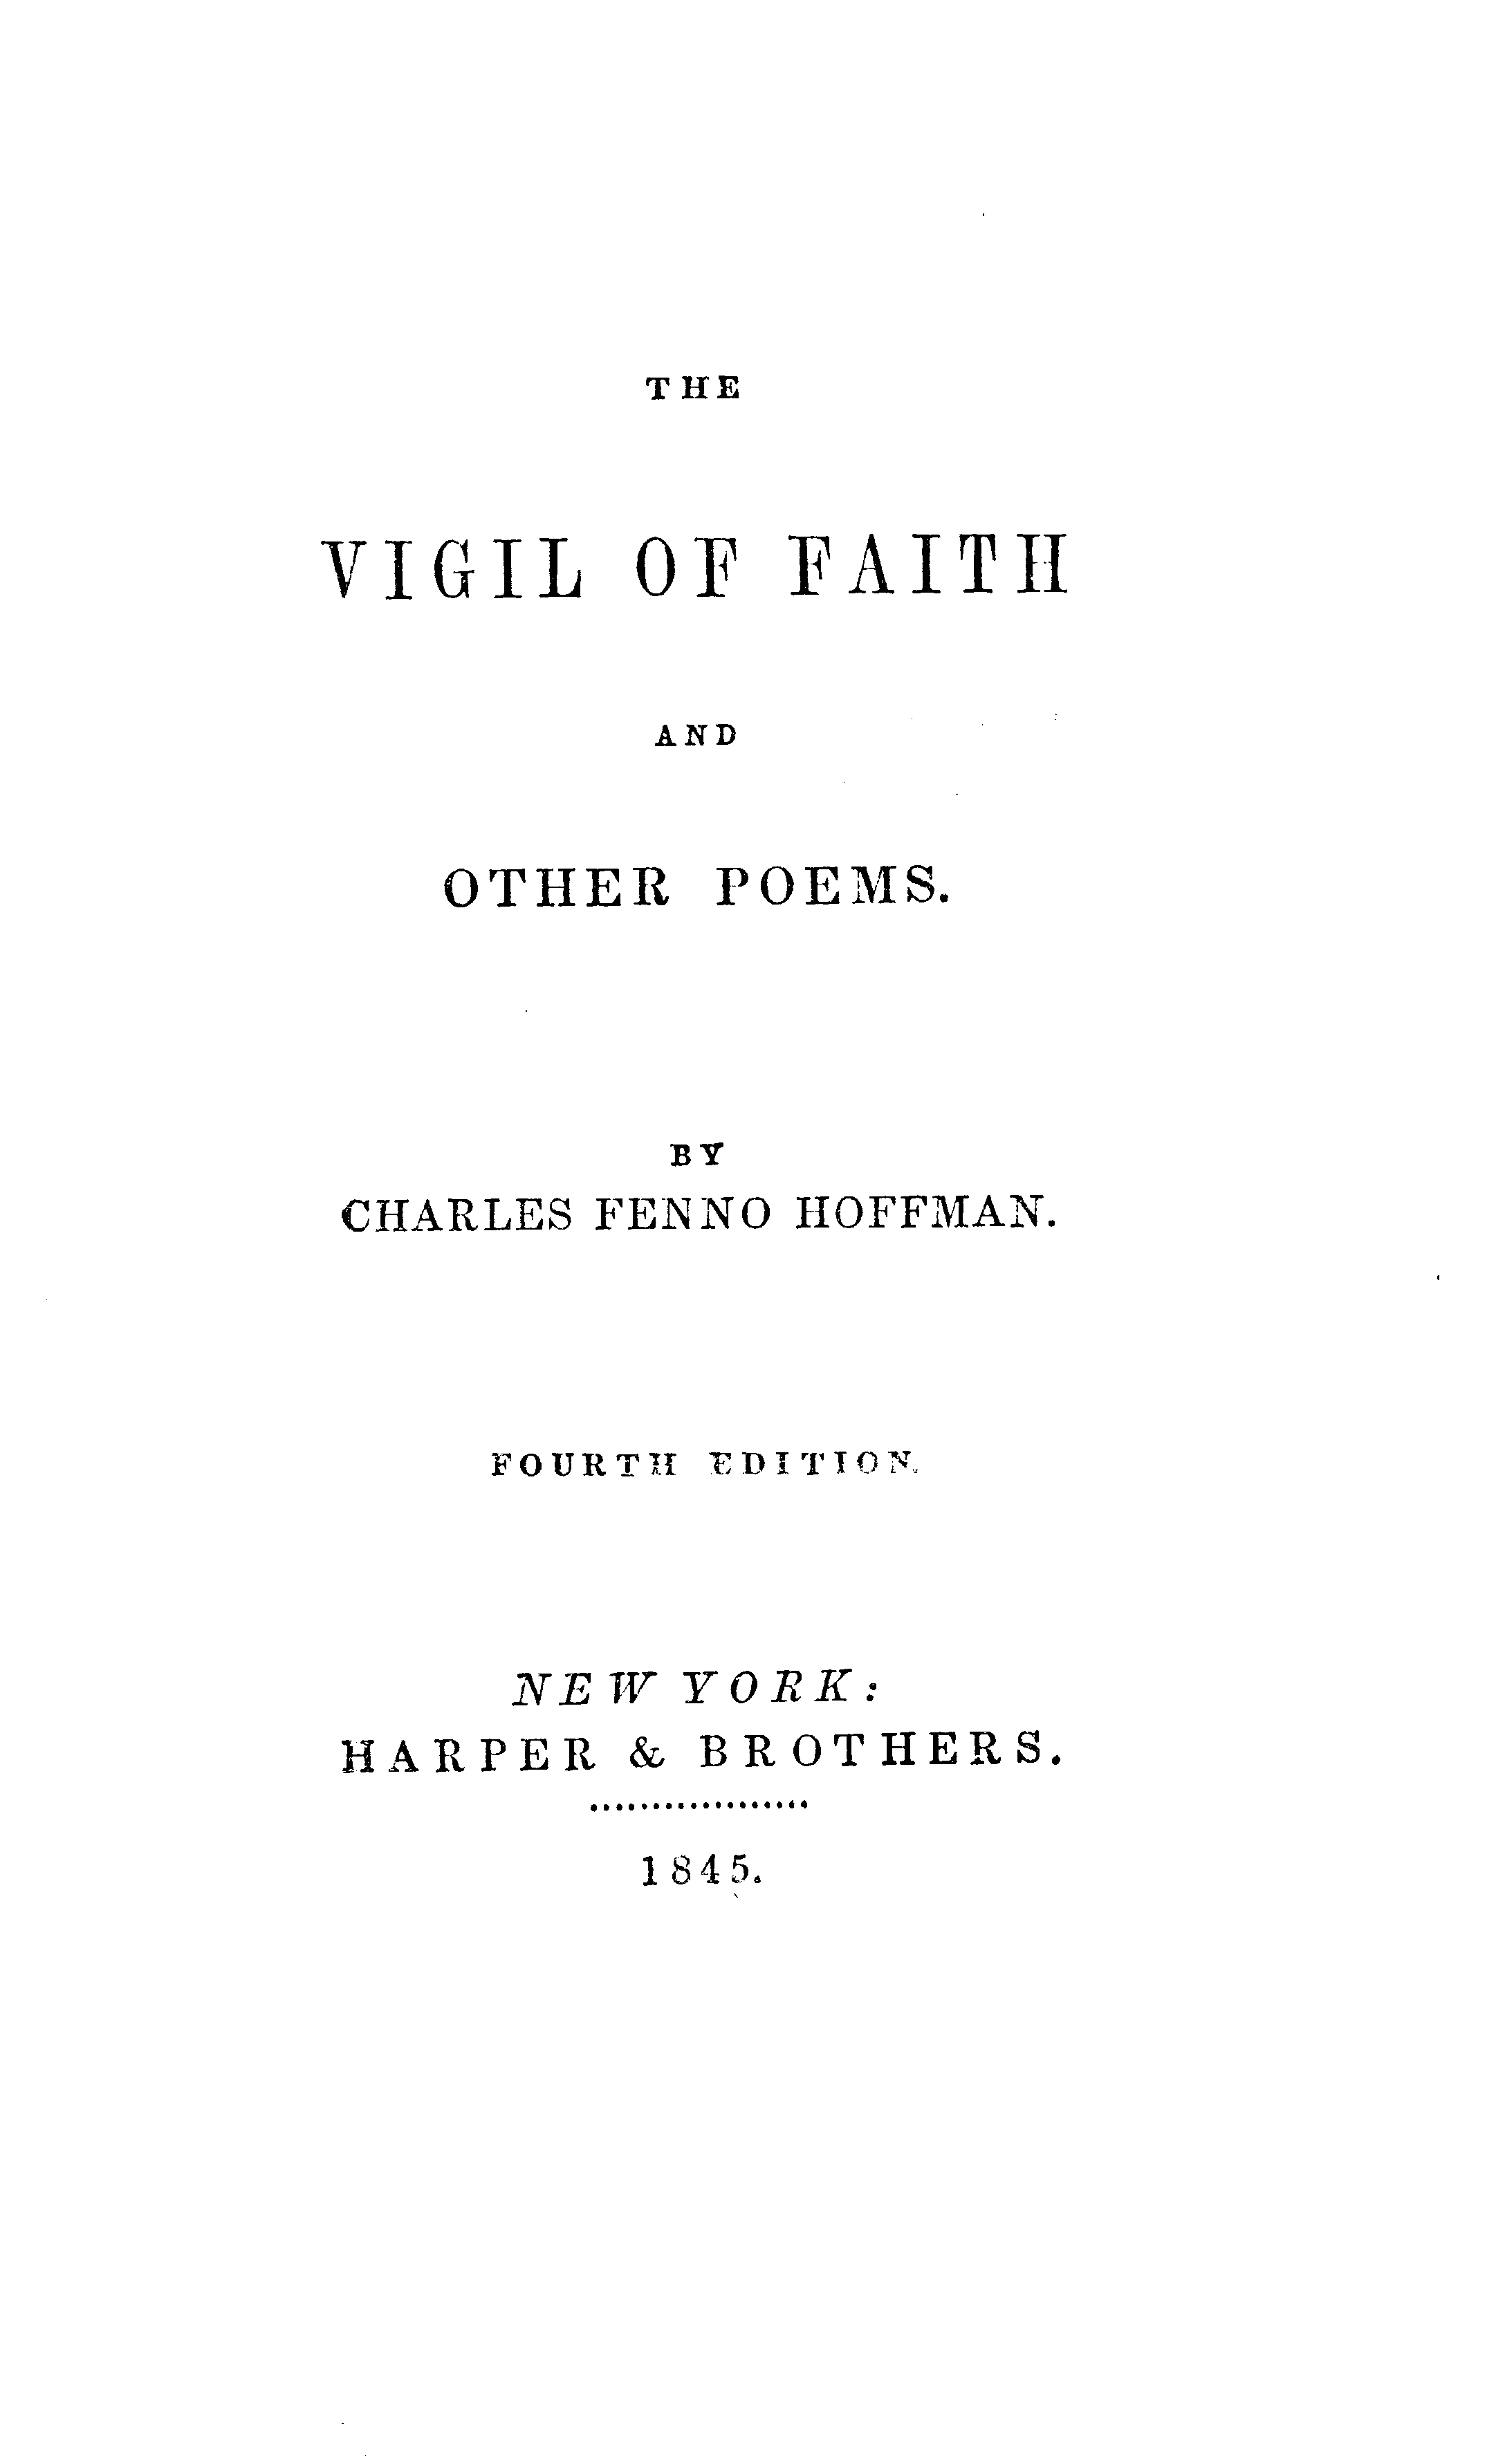 THE
VIGIL OF FAITH
AND
OTHER POEMS.
BY
CHARLES FENNO HOFFMAN.
FOURTH EDITION.
NEW YORK:
HARPER & BROTHERS.
1845.